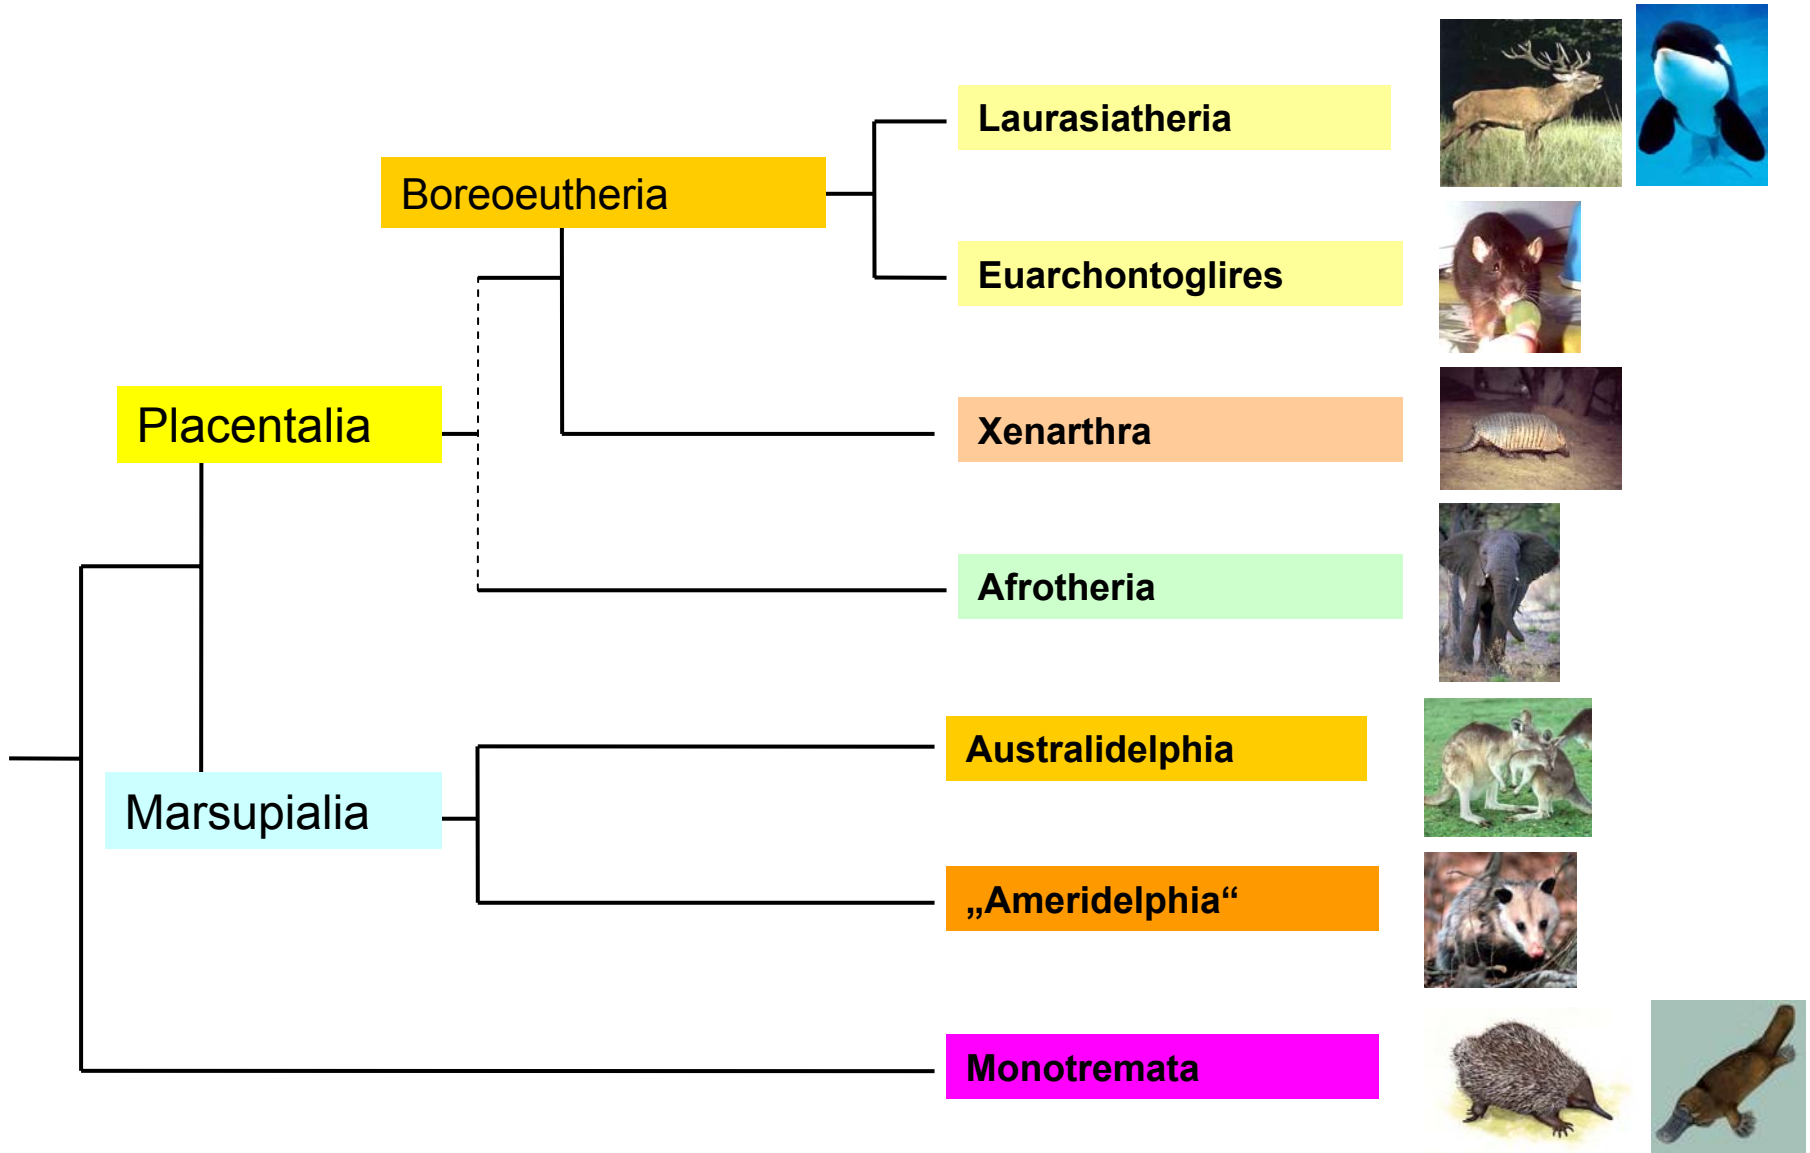 Laurasiatheria
Boreoeutheria
Euarchontoglires
Placentalia
Xenarthra
Afrotheria
Australidelphia
Marsupialia
„Ameridelphia“
Monotremata